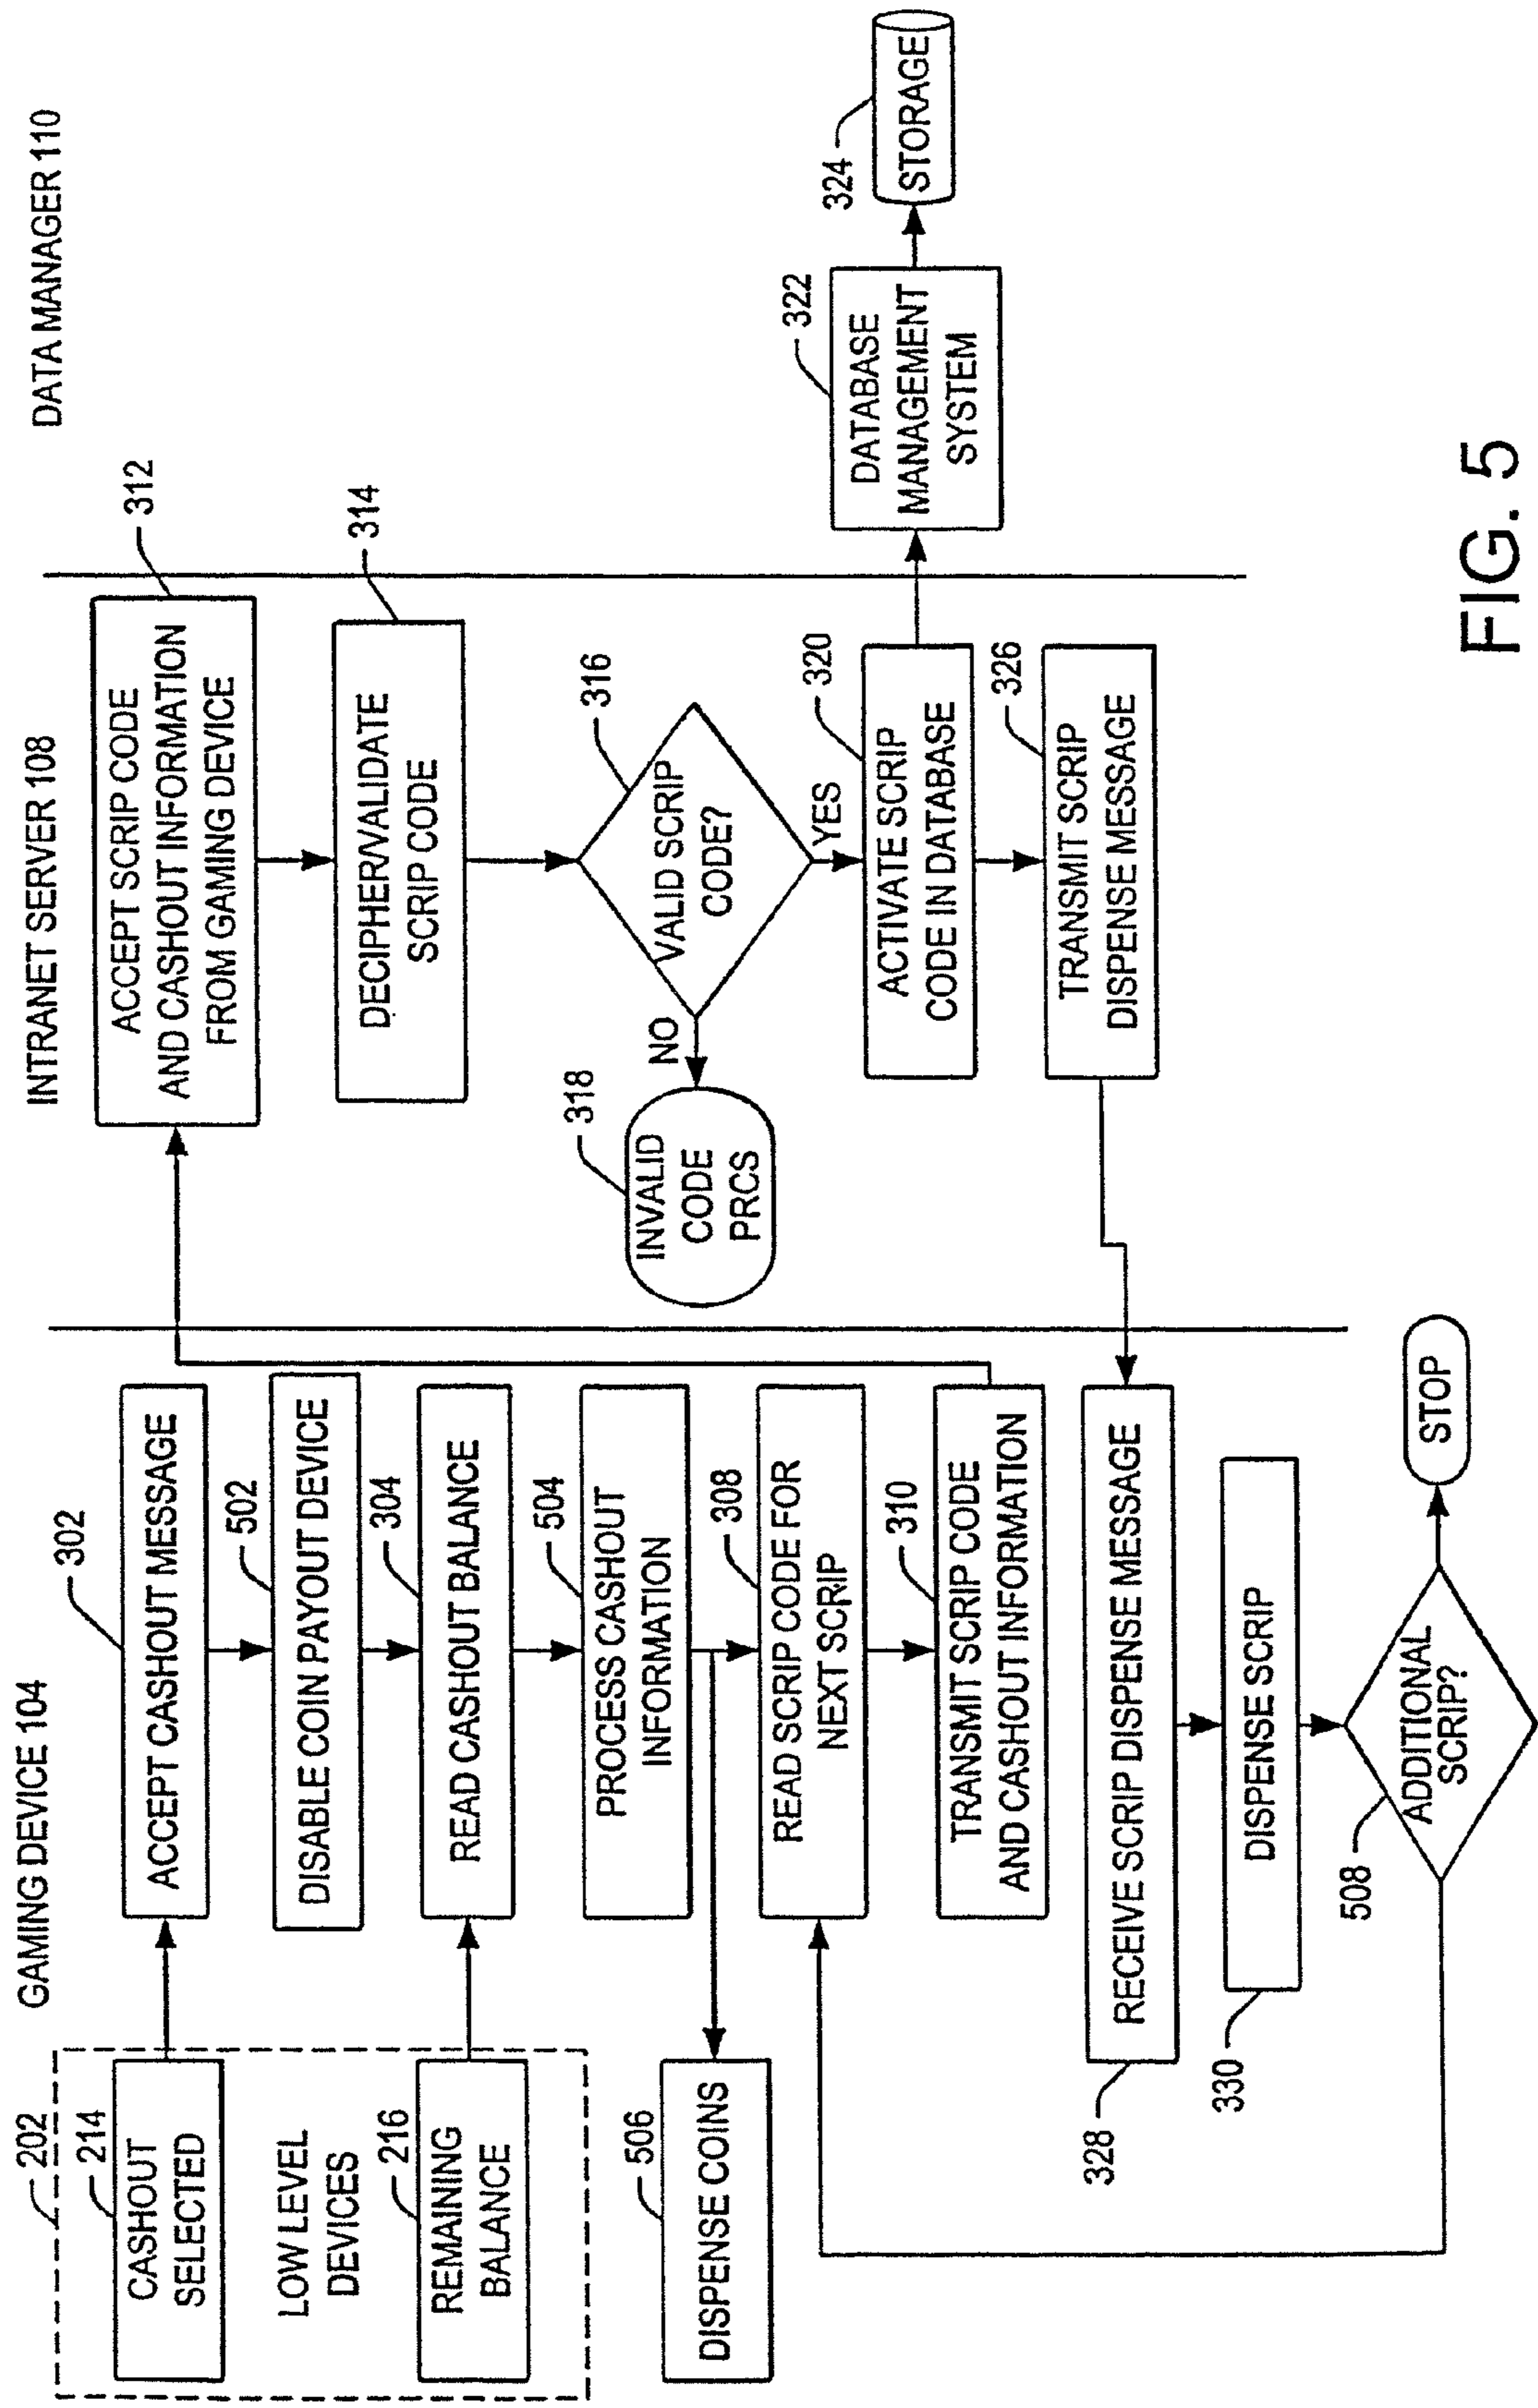 GAMING DEVICE 104
INTRANET SERVER 108
DATA MANAGER 110
202
214
CASHOUT
SELECTED
LOW LEVEL
DEVICES
216
REMAINING
BALANCE
302
ACCEPT CASHOUT MESSAGE
502
DISABLE COIN PAYOUT DEVICE
304
READ CASHOUT BALANCE
504
PROCESS CASHOUT
INFORMATION
506
DISPENSE COINS
308
READ SCRIP CODE FOR
NEXT SCRIP
310
TRANSMIT SCRIP CODE
AND CASHOUT INFORMATION
328
RECEIVE SCRIP DISPENSE MESSAGE
330
DISPENSE SCRIP
508
ADDITIONAL
SCRIP?
STOP
312
ACCEPT SCRIP CODE
AND CASHOUT INFORMATION
FROM GAMING DEVICE
314
DECIPHER/VALIDATE
SCRIP CODE
316
VALID SCRIP
CODE?
NO
YES
318
INVALID
CODE
PRCS
320
ACTIVATE SCRIP
CODE IN DATABASE
326
TRANSMIT SCRIP
DISPENSE MESSAGE
322
DATABASE
MANAGEMENT
SYSTEM
324
STORAGE
FIG. 5